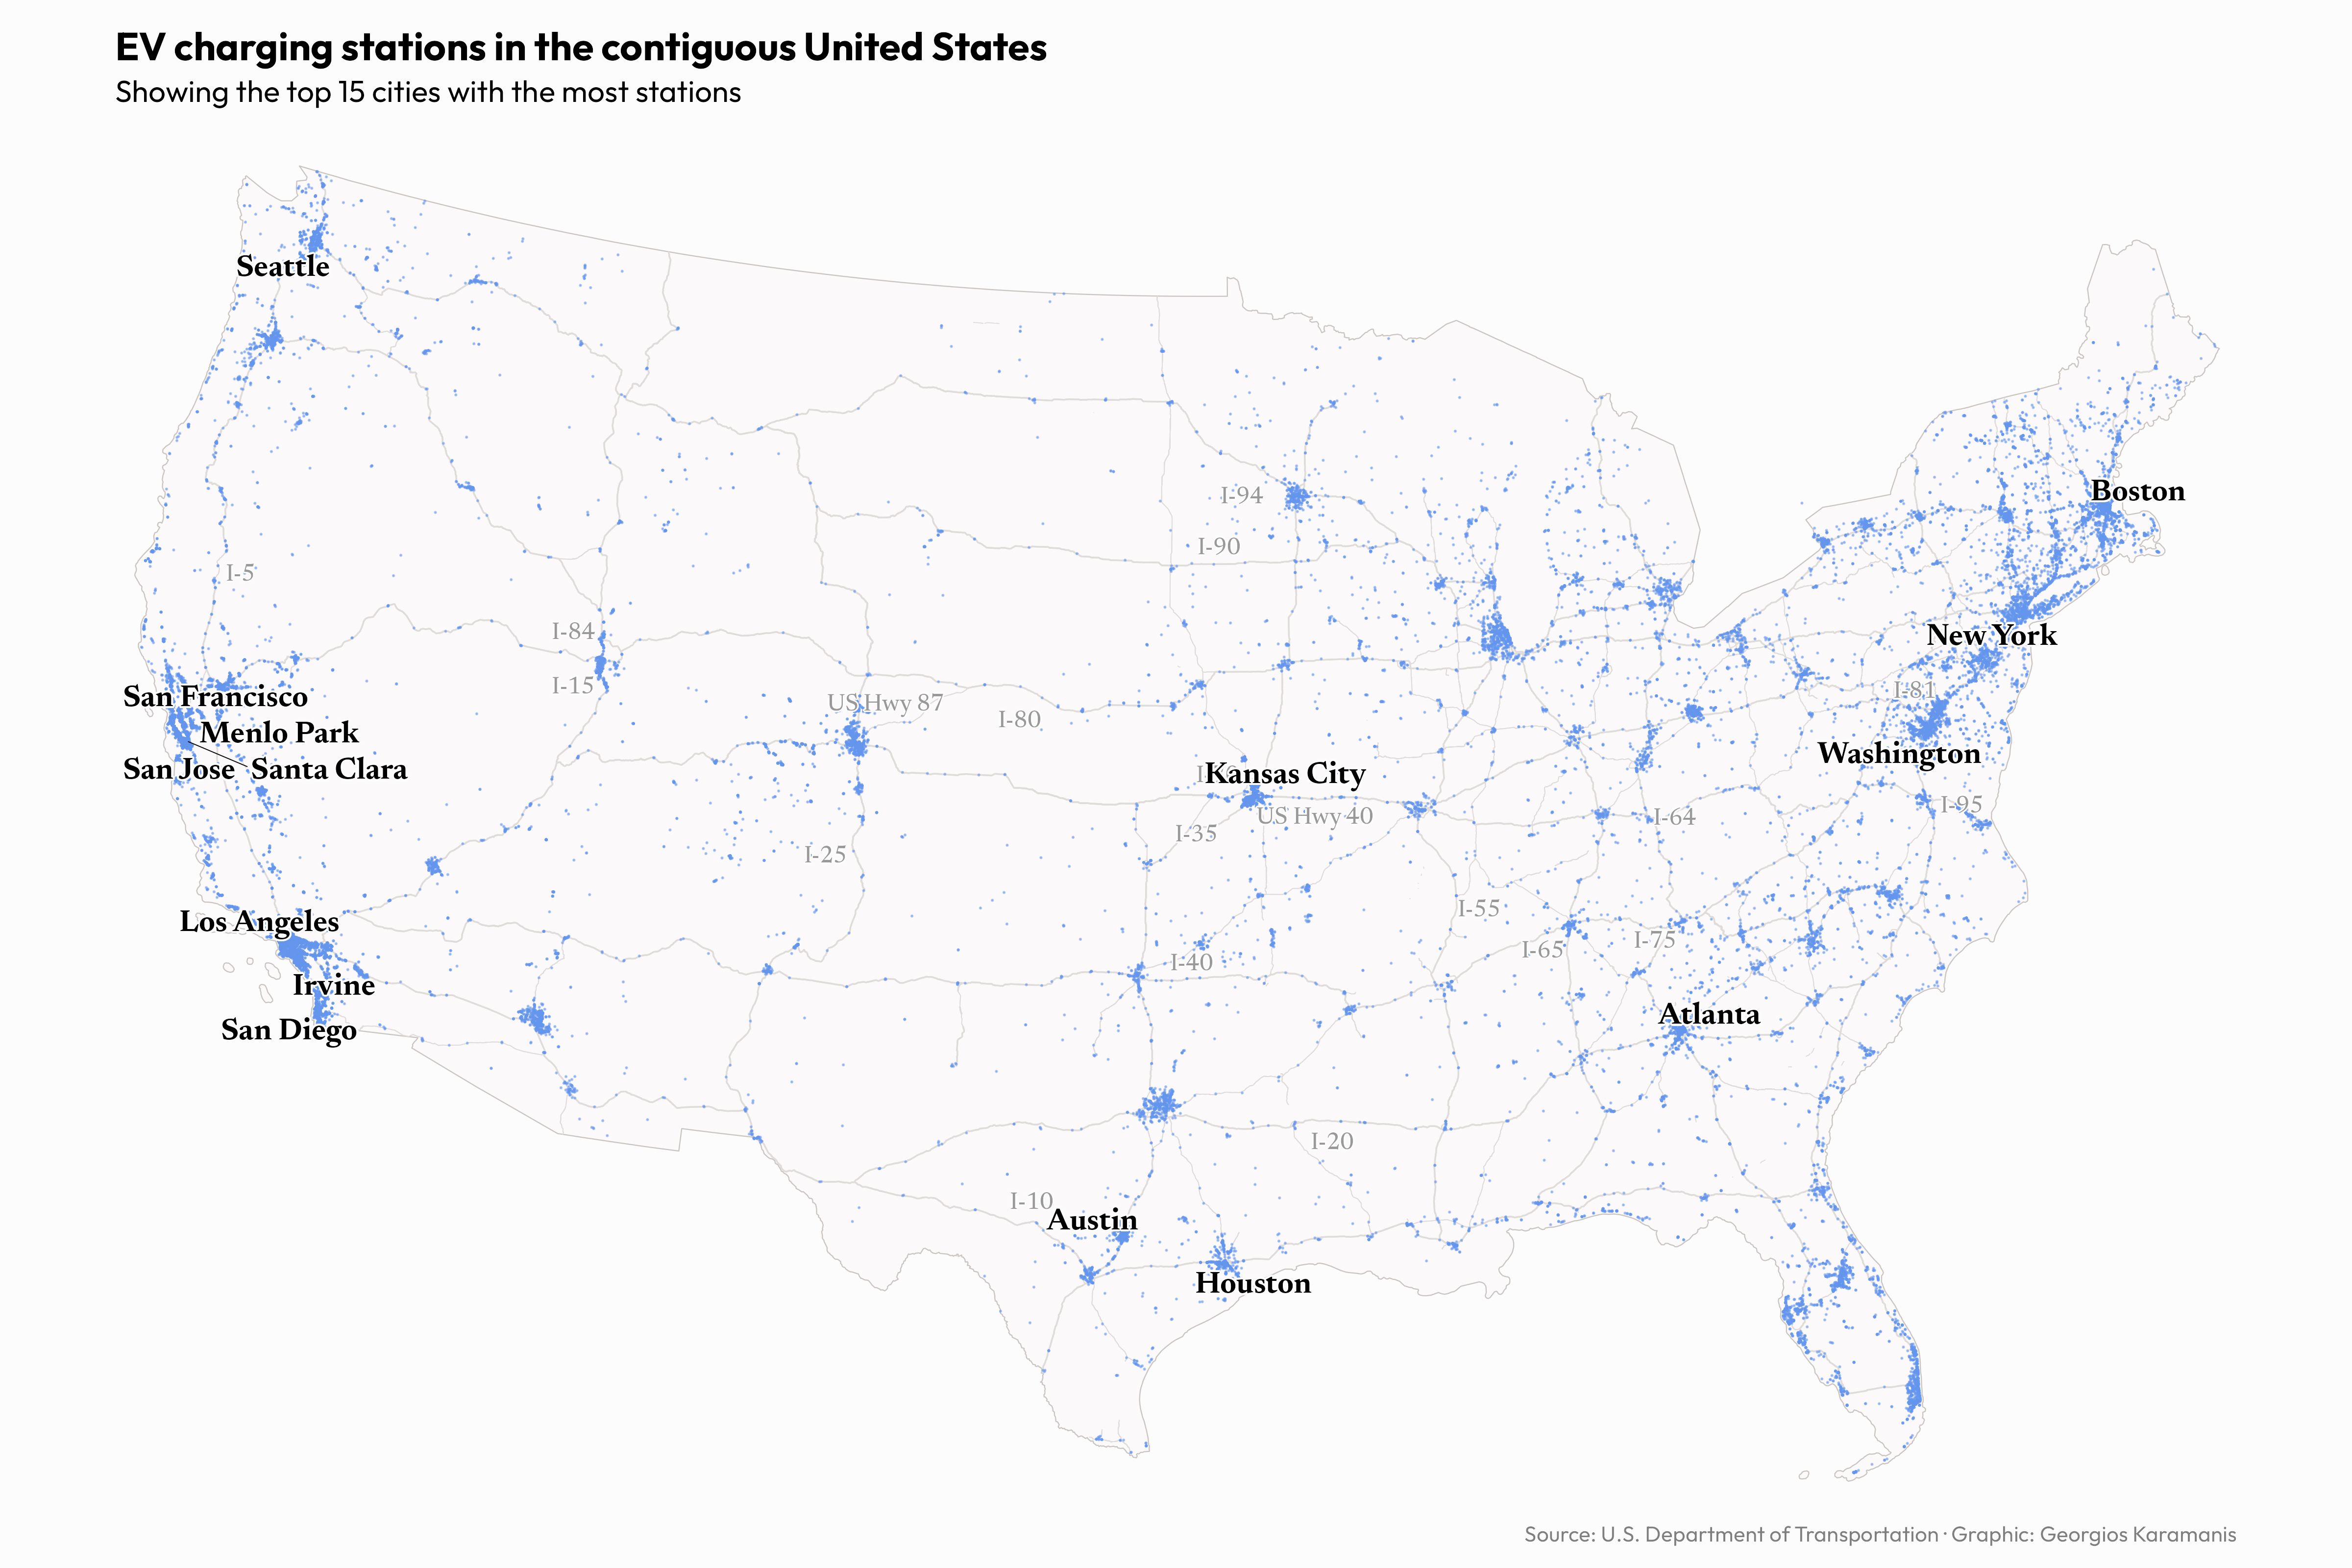 EV charging stations in the contiguous United States
Showing the top 15 cities with the most stations
Seattle
I-94
Boston
I-90
I-5
I-84
New York
I-15
San Francisco
US Hwy 87
I-81
I-80
Menlo Park
Washington
San Jose
Santa Clara
Kansas City
I-95
US Hwy 40
I-64
I-35
I-25
I-55
Los Angeles
I-75
I-65
I-40
Irvine
Atlanta
San Diego
I-20
I-10
Austin
Houston
Source: U.S. Department of Transportation · Graphic: Georgios Karamanis